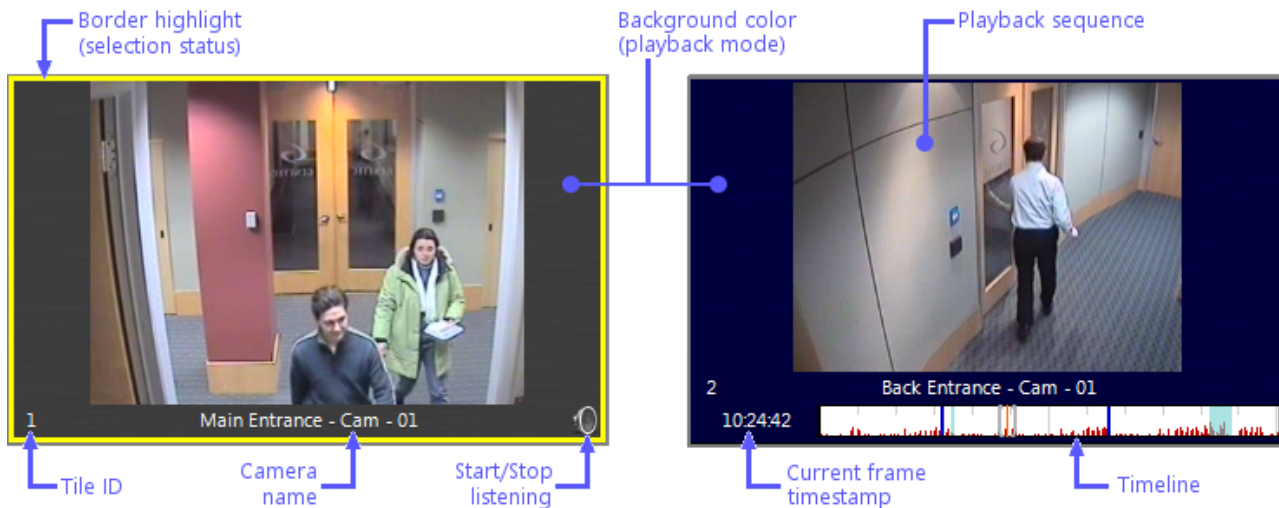 Border highlight
(selection status)
Background color
(playback mode)
Playback sequence
1
Main Entrance - Cam - 01
2
Back Entrance - Cam - 01
10:24:42
Tile ID
Camera
name
Start/Stop
listening
Current frame
timestamp
Timeline